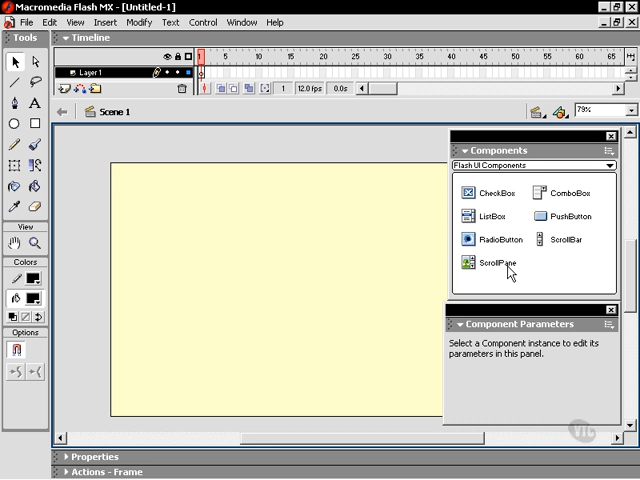 Macromedia Flash MX - [Untitled-1]
File Edit View Insert Modify Text Control Window Help
Tools
Timeline
1 5 10 15 20 25 30 35 40 45 50 55 60 65
Layer 1
1 12.0 fps 0.0s
Scene 1
79%
Components
Flash UI Components
CheckBox ComboBox
ListBox PushButton
RadioButton ScrollBar
ScrollPane
View
Colors
Options
Component Parameters
Select a Component instance to edit its
parameters in this panel.
Properties
Actions - Frame